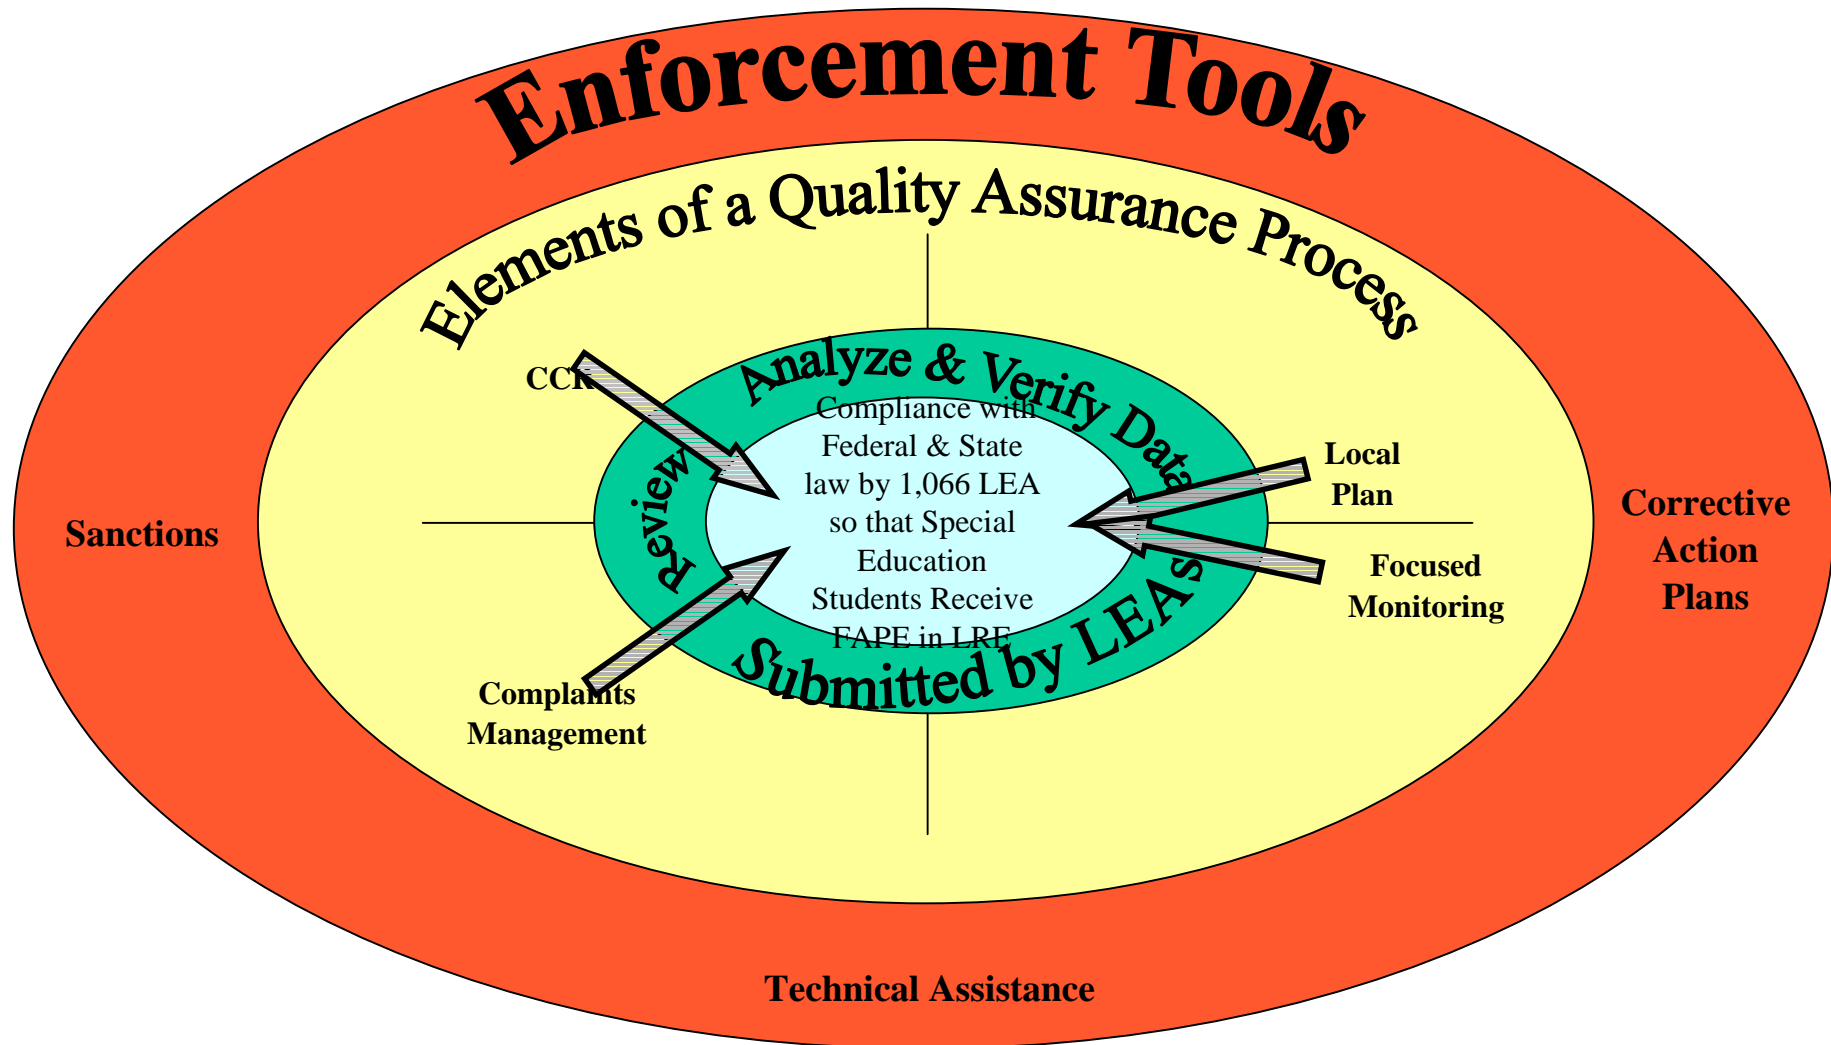 Enforcement Tools
Elements of a Quality Assurance Process
Review Analyze & Verify Data
Submitted by LEAs
CCR
Compliance with
Federal & State
law by 1,066 LEA
so that Special
Education
Students Receive
FAPE in LRE
Local
Plan
Focused
Monitoring
Complaints
Management
Sanctions
Corrective
Action
Plans
Technical Assistance